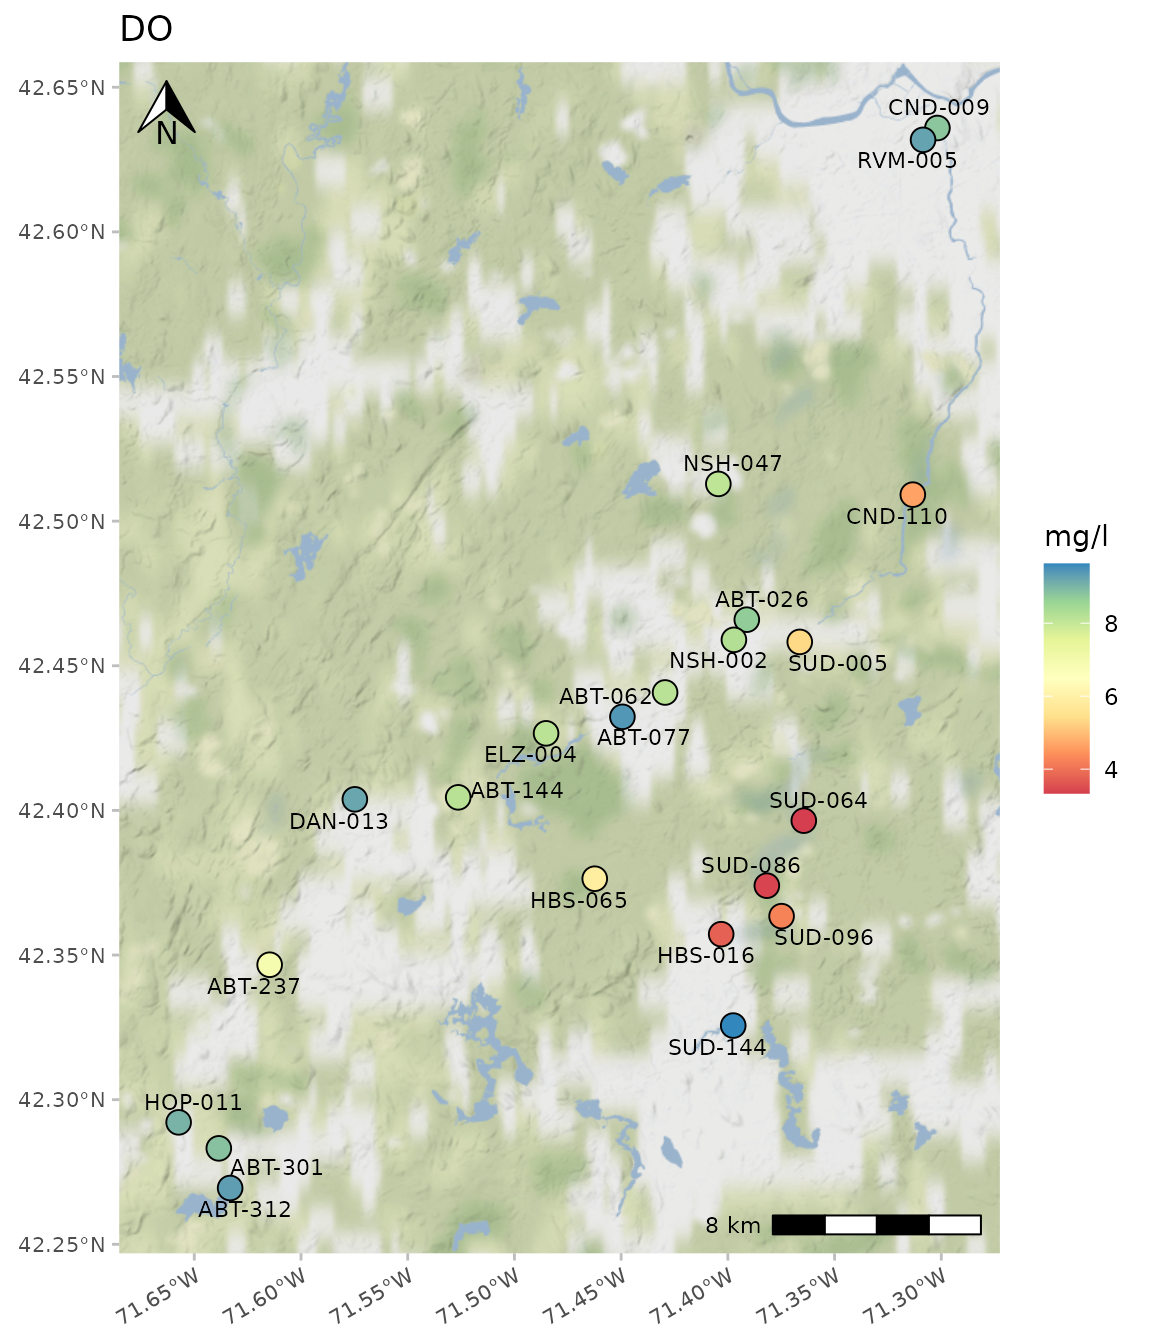 DO
42.65°N
42.60°N
42.55°N
42.50°N
42.45°N
42.40°N
42.35°N
42.30°N
42.25°N
N
CND-009
RVM-005
NSH-047
CND-110
ABT-026
NSH-002
SUD-005
ABT-062
ABT-077
ELZ-004
ABT-144
DAN-013
SUD-064
SUD-086
HBS-065
SUD-096
HBS-016
ABT-237
SUD-144
HOP-011
ABT-301
ABT-312
8 km
71.65°W
71.60°W
71.55°W
71.50°W
71.45°W
71.40°W
71.35°W
71.30°W
mg/l
8
6
4